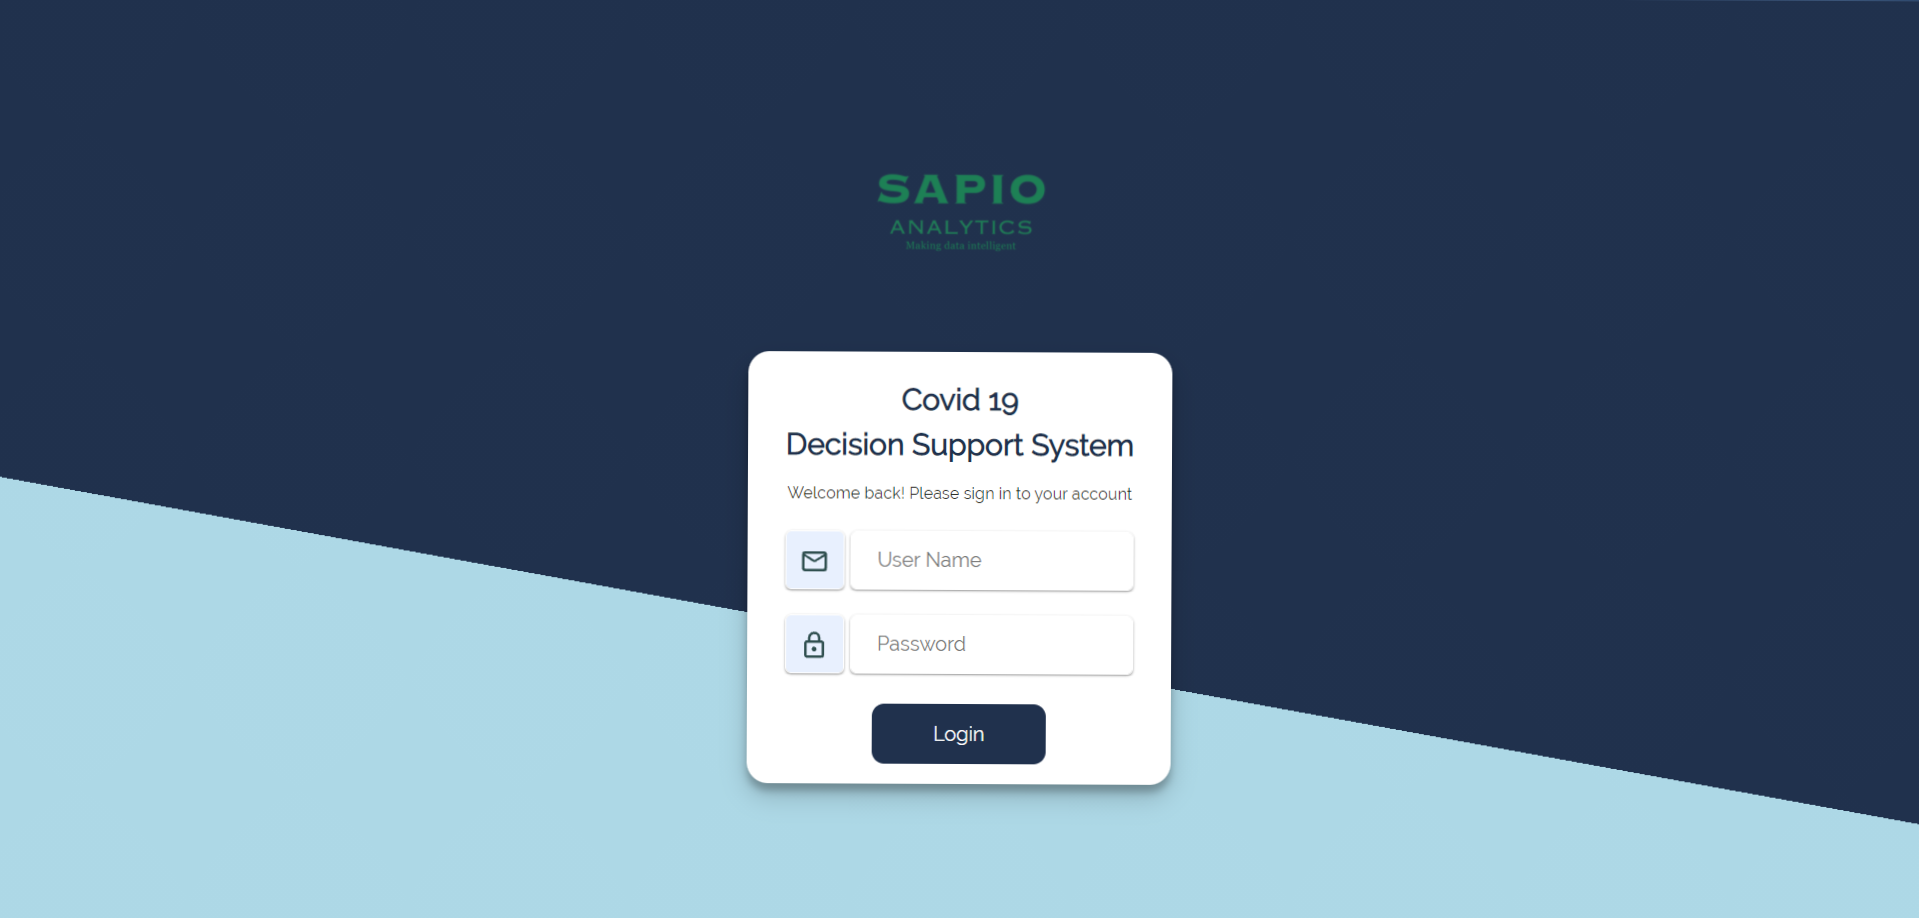 SAPIO
ANALYTICS
Making data intelligent
Covid 19
Decision Support System
Welcome back! Please sign in to your account
User Name
Password
Login